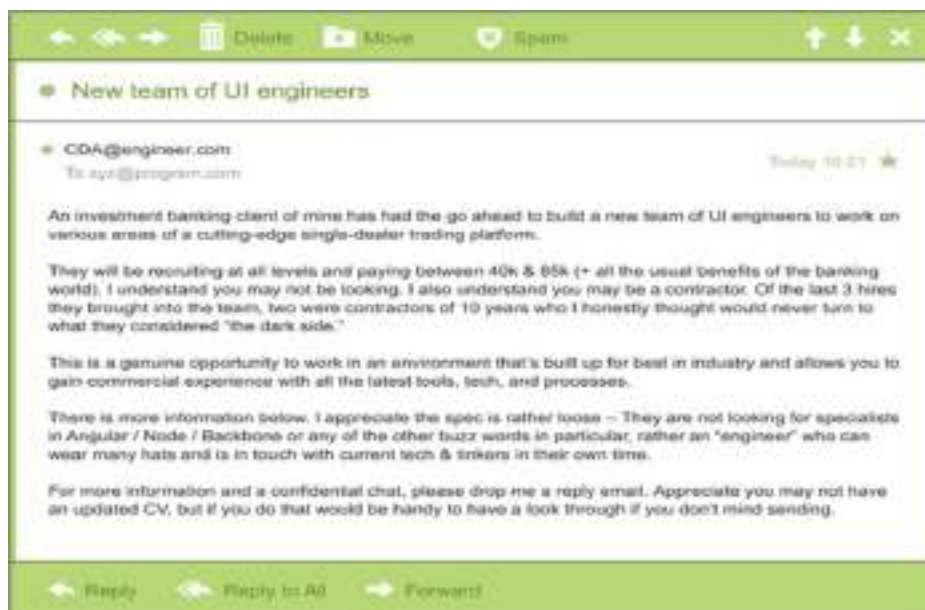 Delete Move Spam
New team of UI engineers
CDA@engineer.com
To xyz@program.com
Today 10:21
An investment banking client of mine has had the go ahead to build a new team of UI engineers to work on
various areas of a cutting-edge single-dealer trading platform.
They will be recruiting at all levels and paying between 40k & 85k (+ all the usual benefits of the banking
world). I understand you may not be looking. I also understand you may be a contractor. Of the last 3 hires
they brought into the team, two were contractors of 10 years who I honestly thought would never turn to
what they considered "the dark side."
This is a genuine opportunity to work in an environment that's built up for best in industry and allows you to
gain commercial experience with all the latest tools, tech, and processes.
There is more information below. I appreciate the spec is rather loose – They are not looking for specialists
in Angular / Node / Backbone or any of the other buzz words in particular, rather an "engineer" who can
wear many hats and is in touch with current tech & tinkers in their own time.
For more information and a confidential chat, please drop me a reply email. Appreciate you may not have
an updated CV, but if you do that would be handy to have a look through if you don't mind sending.
Reply Reply to All Forward